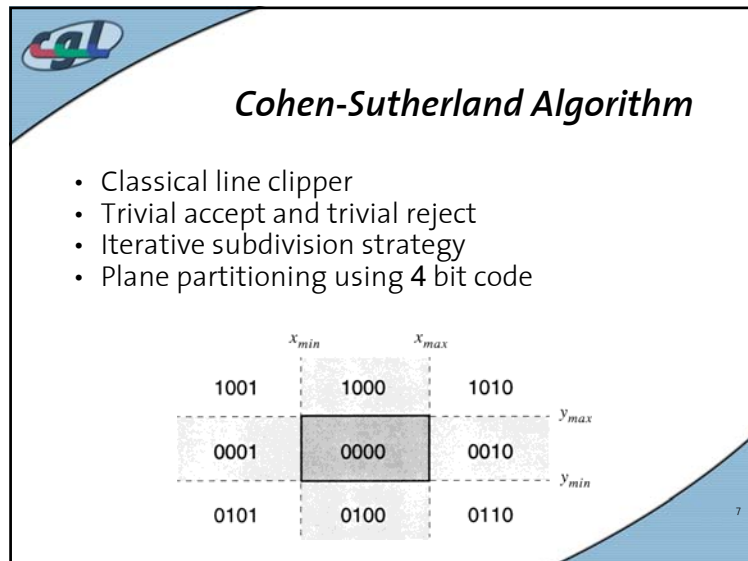 cgl
Cohen-Sutherland Algorithm
• Classical line clipper
• Trivial accept and trivial reject
• Iterative subdivision strategy
• Plane partitioning using 4 bit code
x_min x_max
1001 1000 1010
y_max
0001 0000 0010
y_min
0101 0100 0110
7